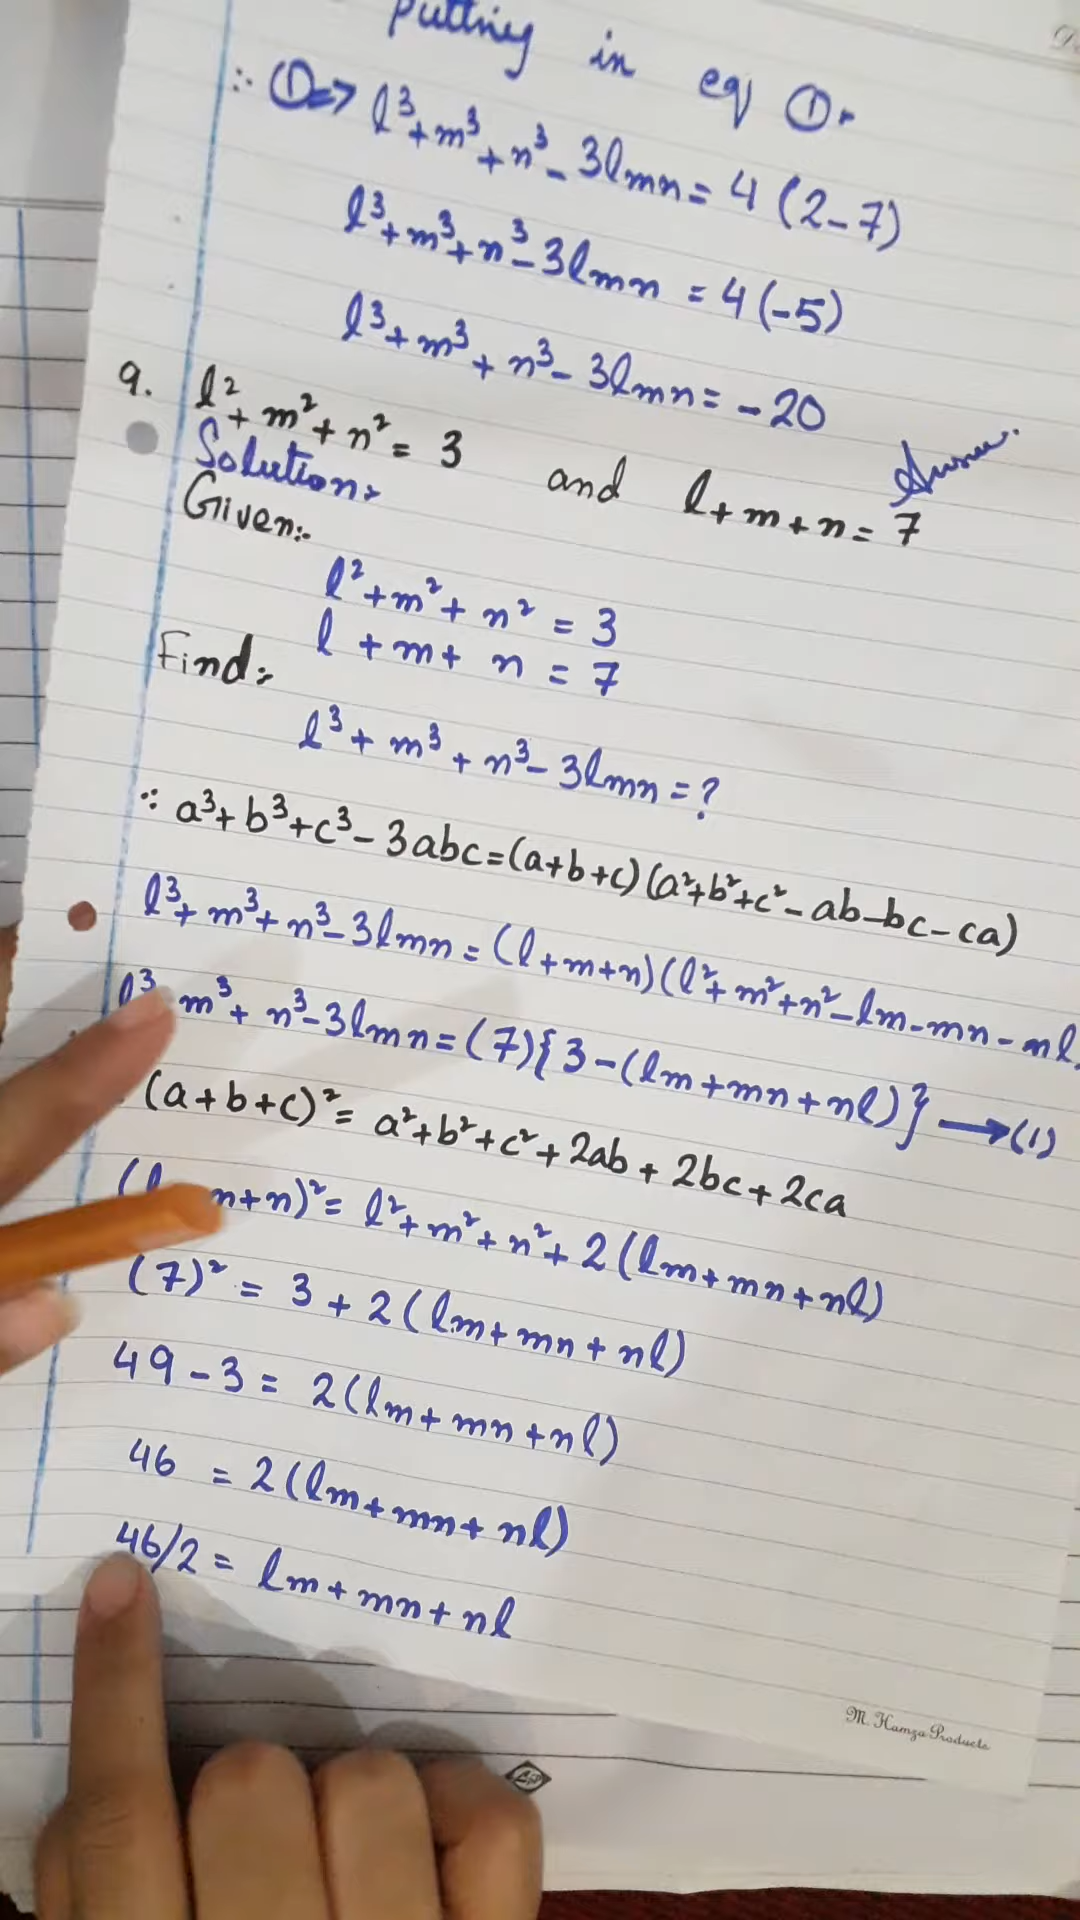 Putting in eq ①.
∴ ①=> l³+m³+n³-3lmn=4(2-7)
l³+m³+n³-3lmn =4(-5)
l³+m³+n³-3lmn=-20
Answer.
9. l²+m²+n²=3 and l+m+n=7
Solution:
Given:-
l²+m²+n² = 3
l+m+n = 7
Find:
l³+m³+n³-3lmn=?
∵ a³+b³+c³-3abc=(a+b+c)(a²+b²+c²-ab-bc-ca)
l³+m³+n³-3lmn=(l+m+n)(l²+m²+n²-lm-mn-nl)
l³ m³+n³-3lmn=(7){3-(lm+mn+nl)} →(1)
(a+b+c)²= a²+b²+c²+2ab+2bc+2ca
n+n)²= l²+m²+n²+2(lm+mn+nl)
(7)² = 3+2(lm+mn+nl)
49-3= 2(lm+mn+nl)
46 =2(lm+mn+nl)
46/2= lm+mn+nl
M. Hamza Products